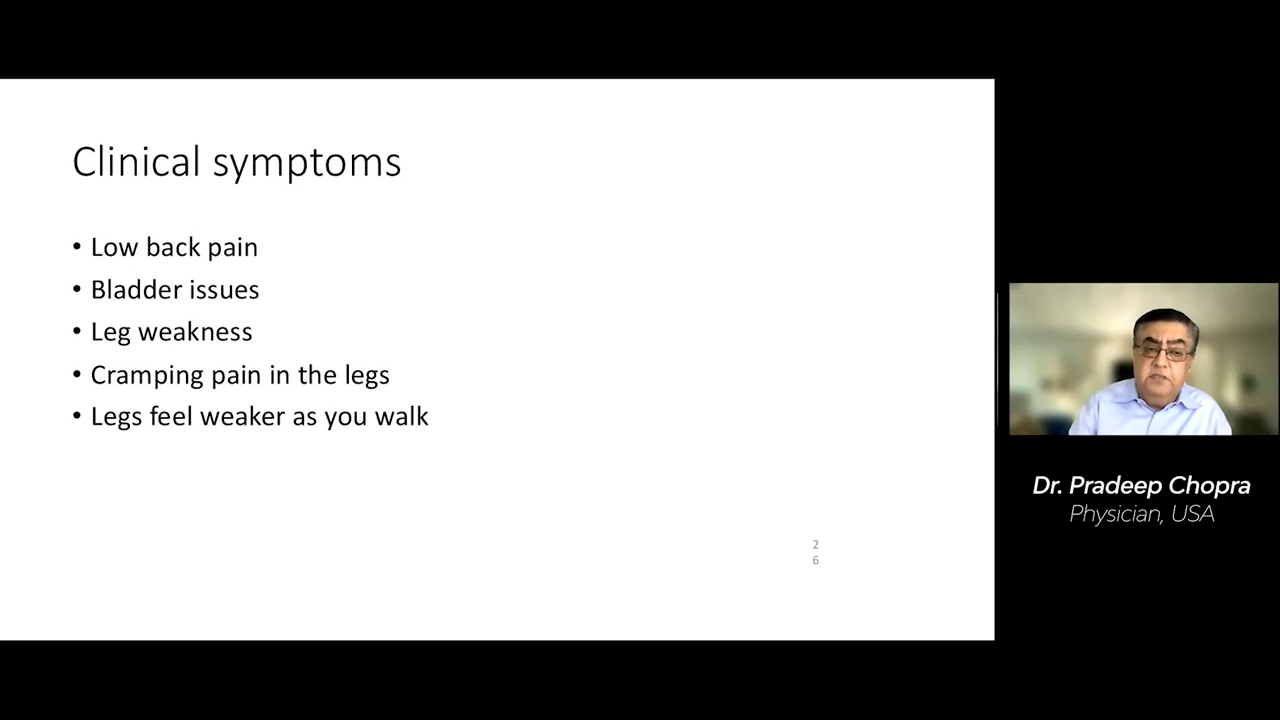 Clinical symptoms
• Low back pain
• Bladder issues
• Leg weakness
• Cramping pain in the legs
• Legs feel weaker as you walk
2
6
Dr. Pradeep Chopra
Physician, USA